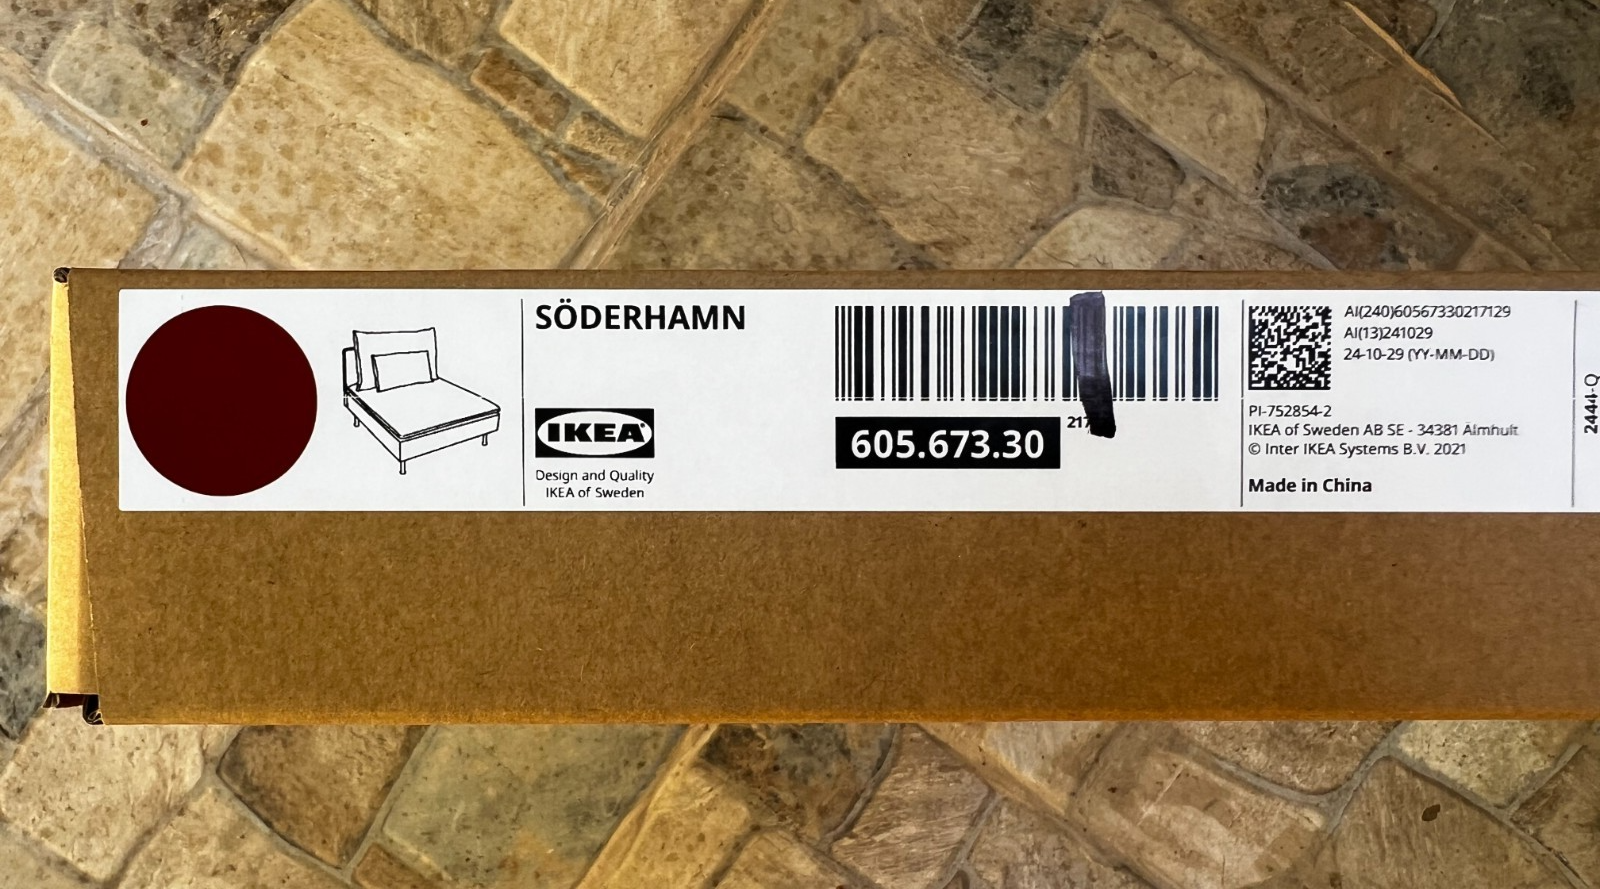 SÖDERHAMN
IKEA
Design and Quality
IKEA of Sweden
605.673.30
AI(240)60567330217129
AI(13)241029
24-10-29 (YY-MM-DD)
PI-752854-2
IKEA of Sweden AB SE - 34381 Älmhult
© Inter IKEA Systems B.V. 2021
Made in China
2444-Q